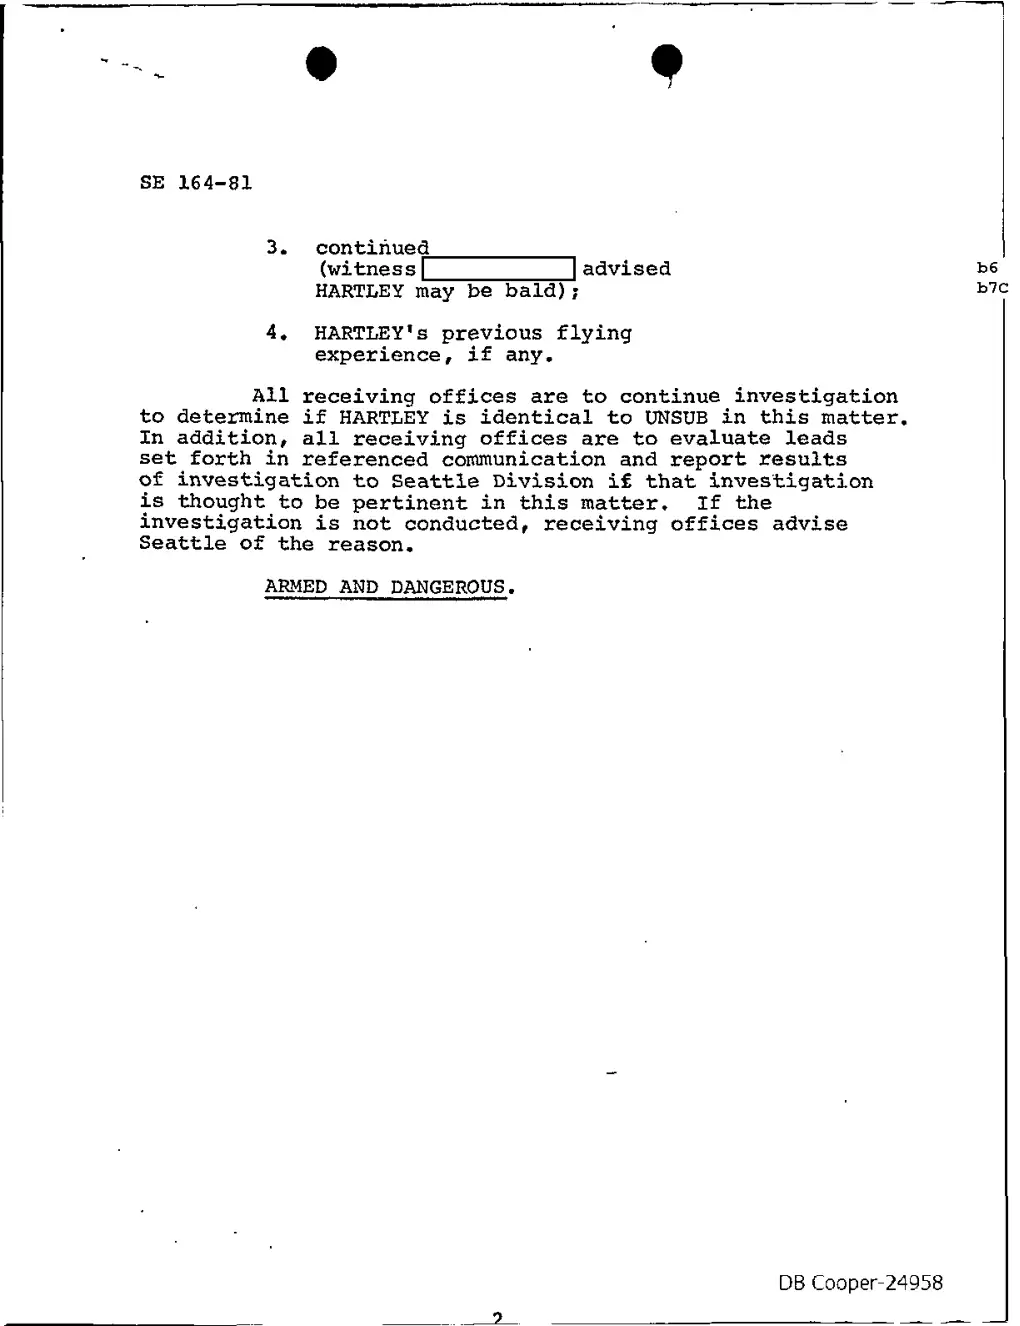 SE 164-81
3. continued
(witness advised
HARTLEY may be bald);
b6
b7C
4. HARTLEY's previous flying
experience, if any.
All receiving offices are to continue investigation
to determine if HARTLEY is identical to UNSUB in this matter.
In addition, all receiving offices are to evaluate leads
set forth in referenced communication and report results
of investigation to Seattle Division if that investigation
is thought to be pertinent in this matter. If the
investigation is not conducted, receiving offices advise
Seattle of the reason.
ARMED AND DANGEROUS.
DB Cooper-24958
2